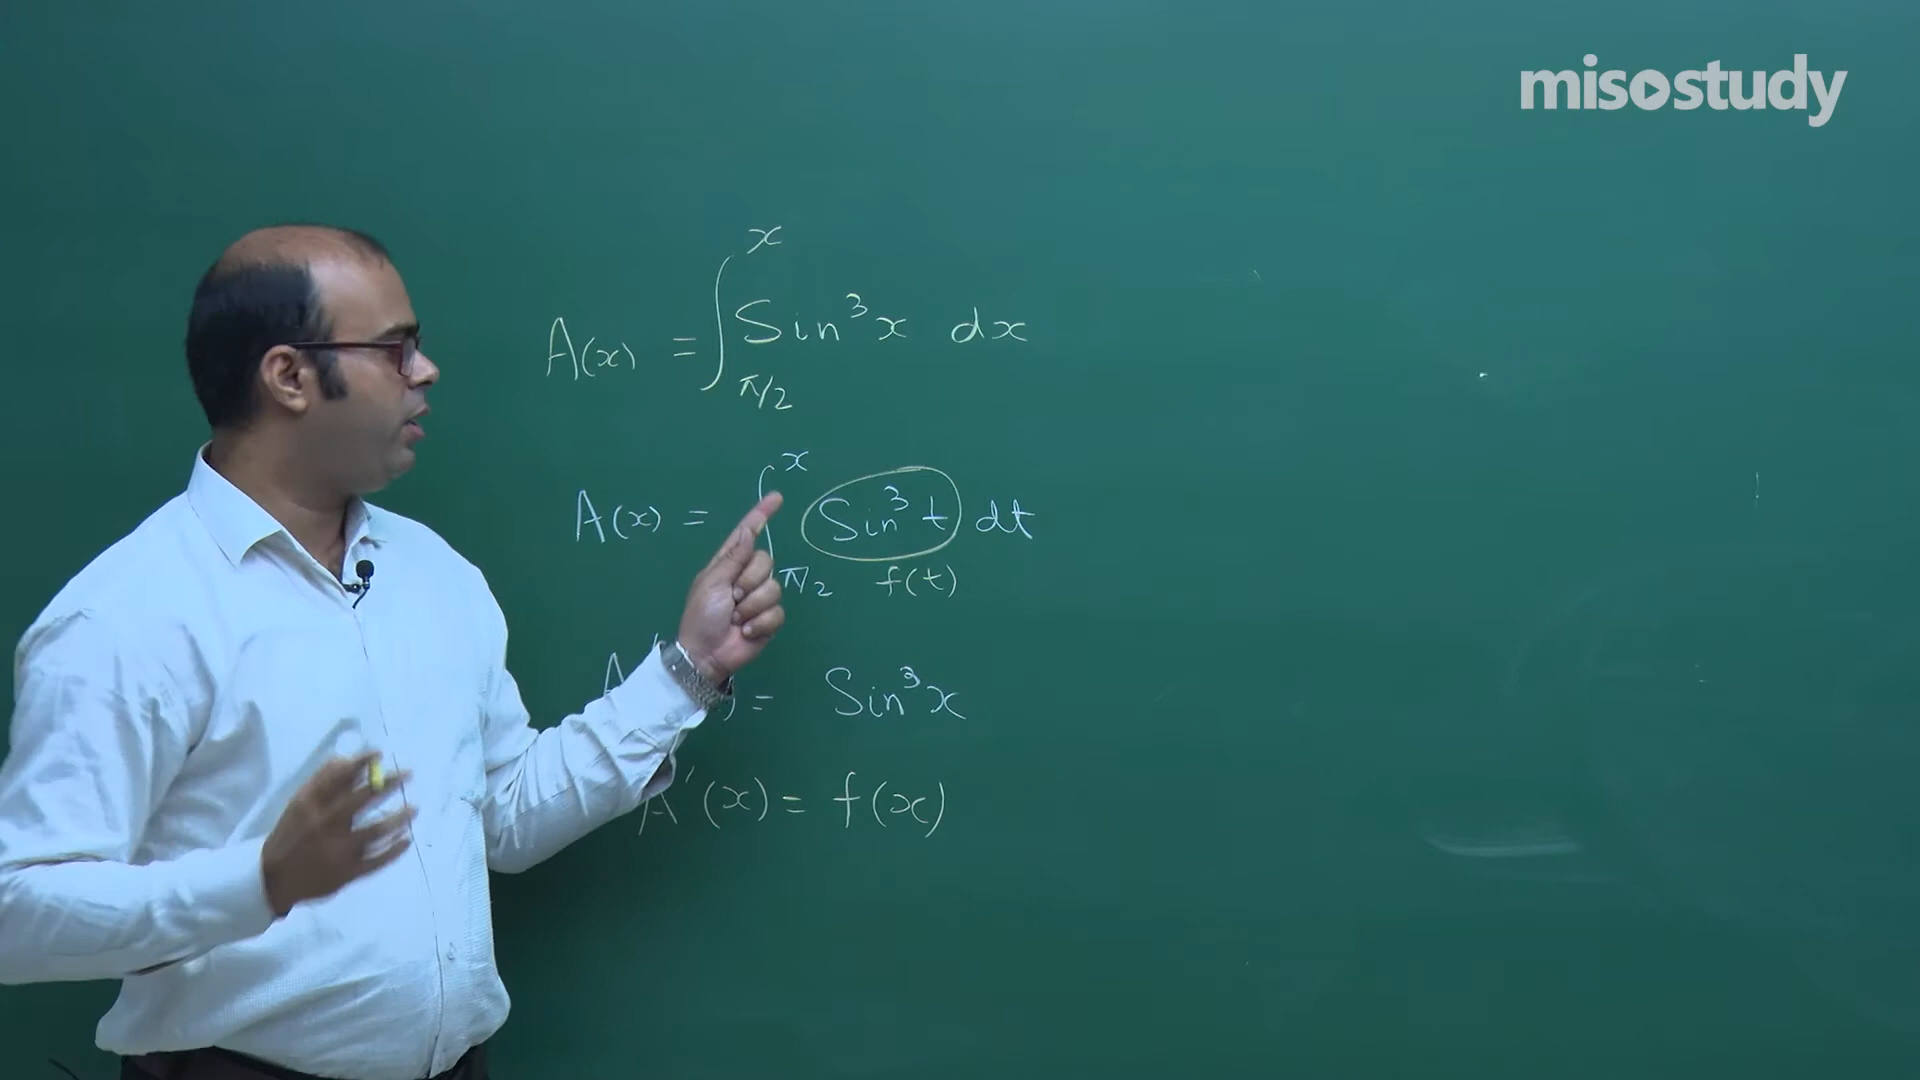 misostudy
A(x) = ∫_{π/2}^{x} Sin³x dx
A(x) = ∫_{π/2}^{x} Sin³t dt
f(t)
A = Sin³x
A'(x) = f(x)